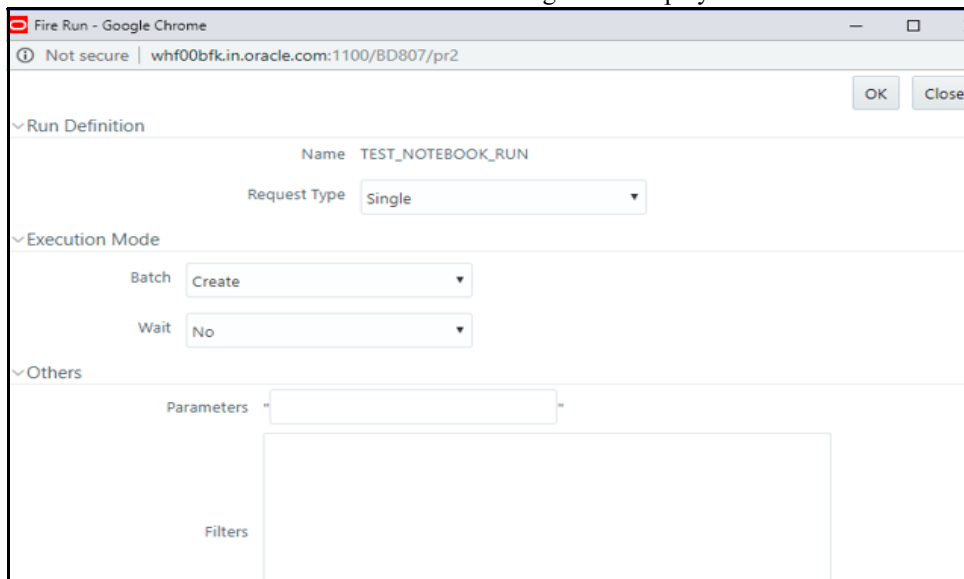 Fire Run - Google Chrome
Not secure | whf00bfk.in.oracle.com:1100/BD807/pr2
OK Close
Run Definition
Name TEST_NOTEBOOK_RUN
Request Type Single
Execution Mode
Batch Create
Wait No
Others
Parameters " "
Filters